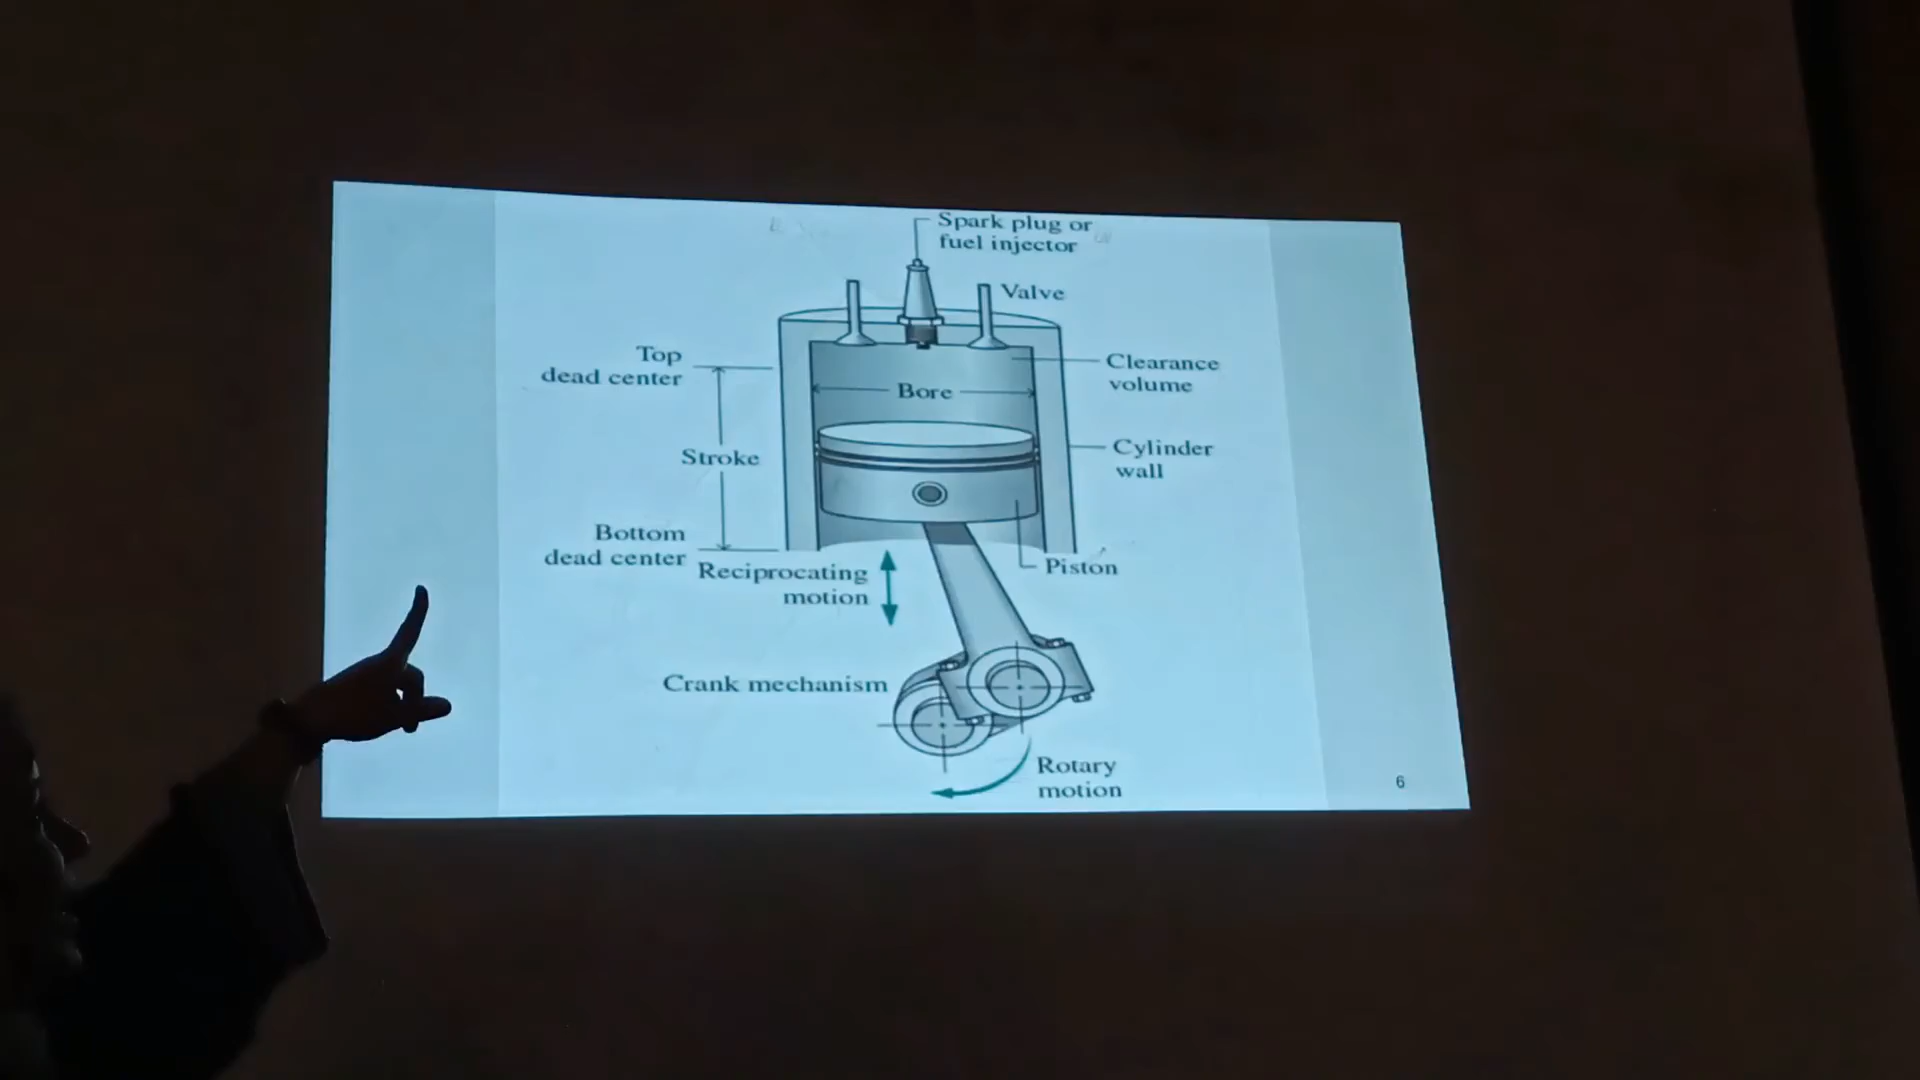 Spark plug or
fuel injector
Valve
Top
dead center
Clearance
volume
Bore
Stroke
Cylinder
wall
Bottom
dead center
Reciprocating
motion
Piston
Crank mechanism
Rotary
motion
6